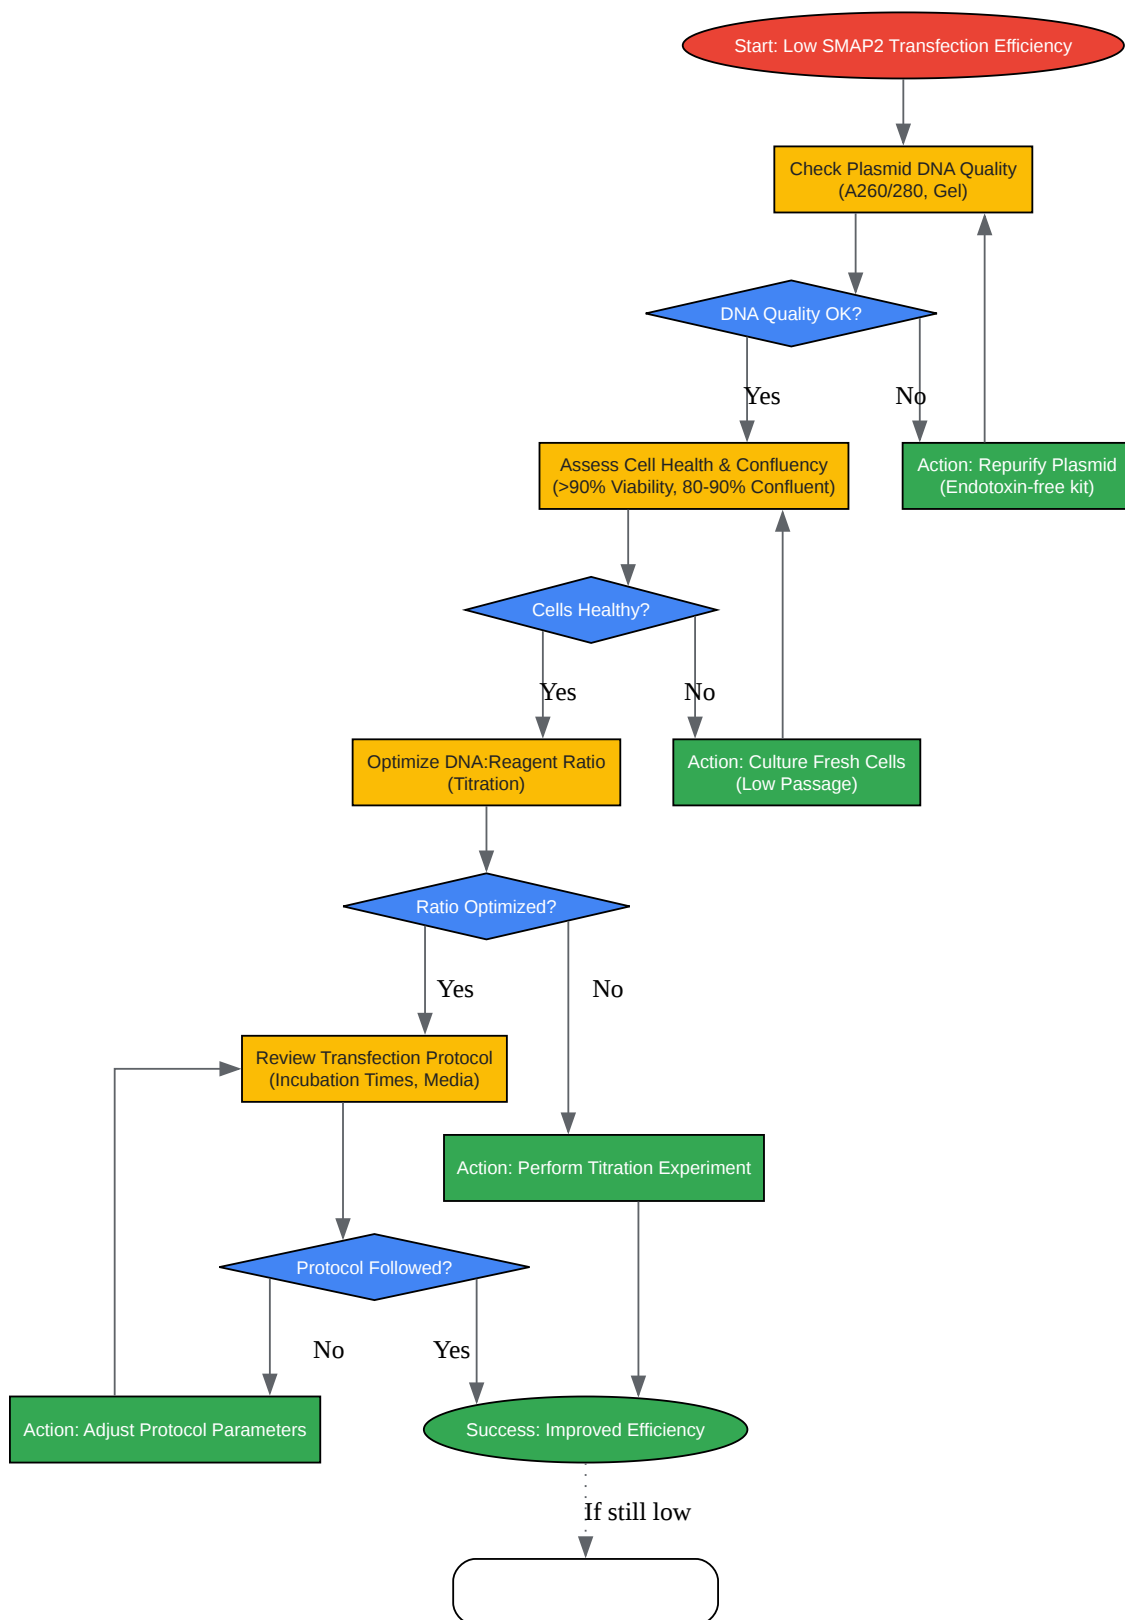 Start: Low SMAP2 Transfection Efficiency
Check Plasmid DNA Quality
(A260/280, Gel)
DNA Quality OK?
Yes
No
Assess Cell Health & Confluency
(>90% Viability, 80-90% Confluent)
Action: Repurify Plasmid
(Endotoxin-free kit)
Cells Healthy?
Yes
No
Optimize DNA:Reagent Ratio
(Titration)
Action: Culture Fresh Cells
(Low Passage)
Ratio Optimized?
Yes
No
Review Transfection Protocol
(Incubation Times, Media)
Action: Perform Titration Experiment
Protocol Followed?
No
Yes
Action: Adjust Protocol Parameters
Success: Improved Efficiency
If still low